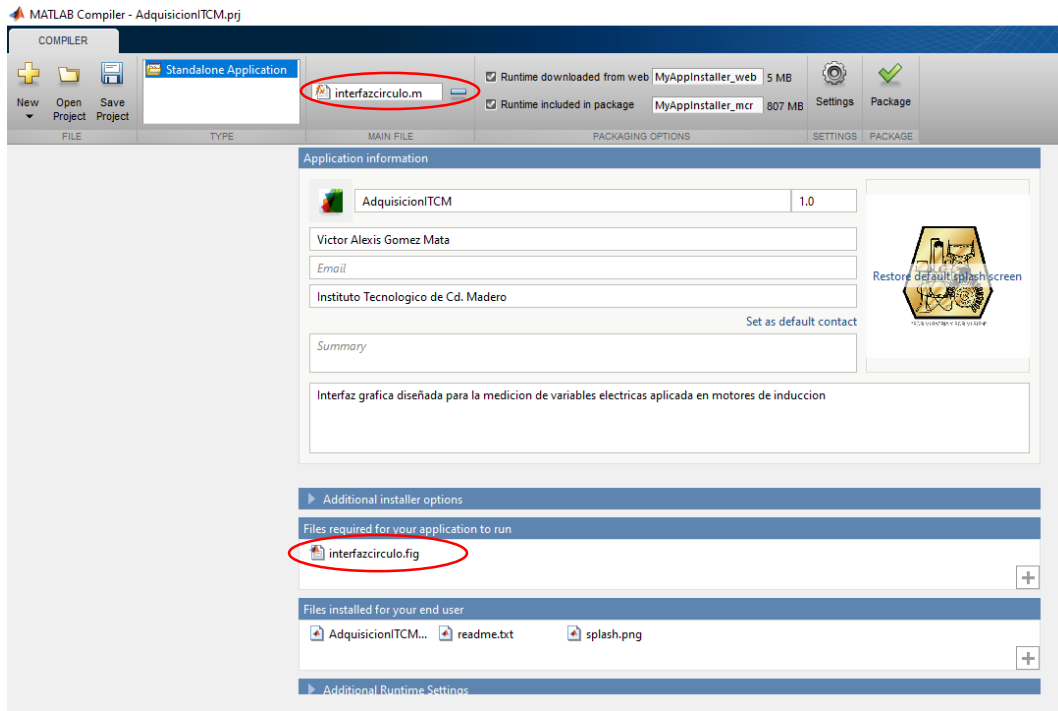 MATLAB Compiler - AdquisicionITCM.prj
COMPILER
New
Open Project
Save Project
FILE
Standalone Application
TYPE
interfazcirculo.m
MAIN FILE
Runtime downloaded from web MyAppInstaller_web 5 MB
Runtime included in package MyAppInstaller_mcr 807 MB
PACKAGING OPTIONS
Settings
SETTINGS
Package
PACKAGE
Application information
AdquisicionITCM 1.0
Victor Alexis Gomez Mata
Email
Instituto Tecnologico de Cd. Madero
Set as default contact
Restore default splash screen
Summary
Interfaz grafica diseñada para la medicion de variables electricas aplicada en motores de induccion
Additional installer options
Files required for your application to run
interfazcirculo.fig
Files installed for your end user
AdquisicionITCM... readme.txt splash.png
Additional Runtime Settings